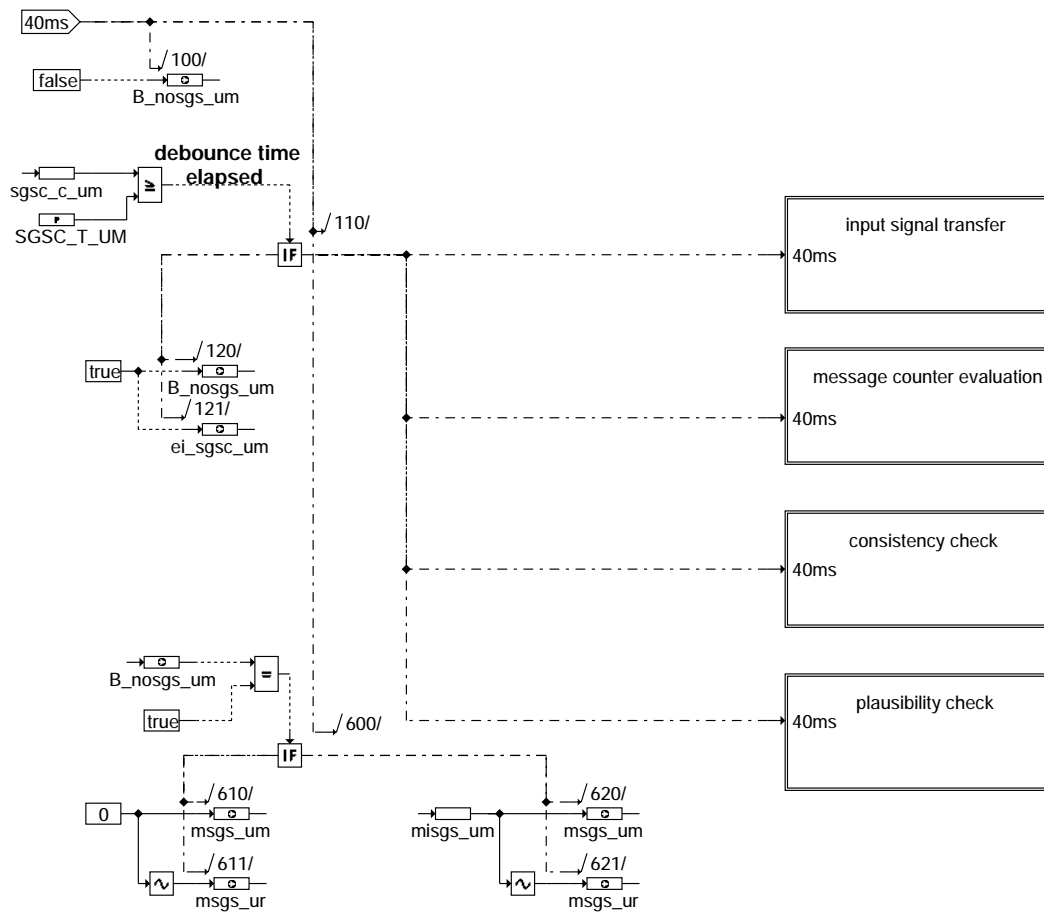 40ms
/100/
false
B_nosgs_um
debounce time
elapsed
sgsc_c_um
SGSC_T_UM
P
≥
/110/
IF
input signal transfer
40ms
/120/
true
B_nosgs_um
/121/
ei_sgsc_um
message counter evaluation
40ms
consistency check
40ms
B_nosgs_um
=
true
/600/
IF
plausibility check
40ms
/610/
0
msgs_um
/611/
msgs_ur
/620/
misgs_um
msgs_um
/621/
msgs_ur